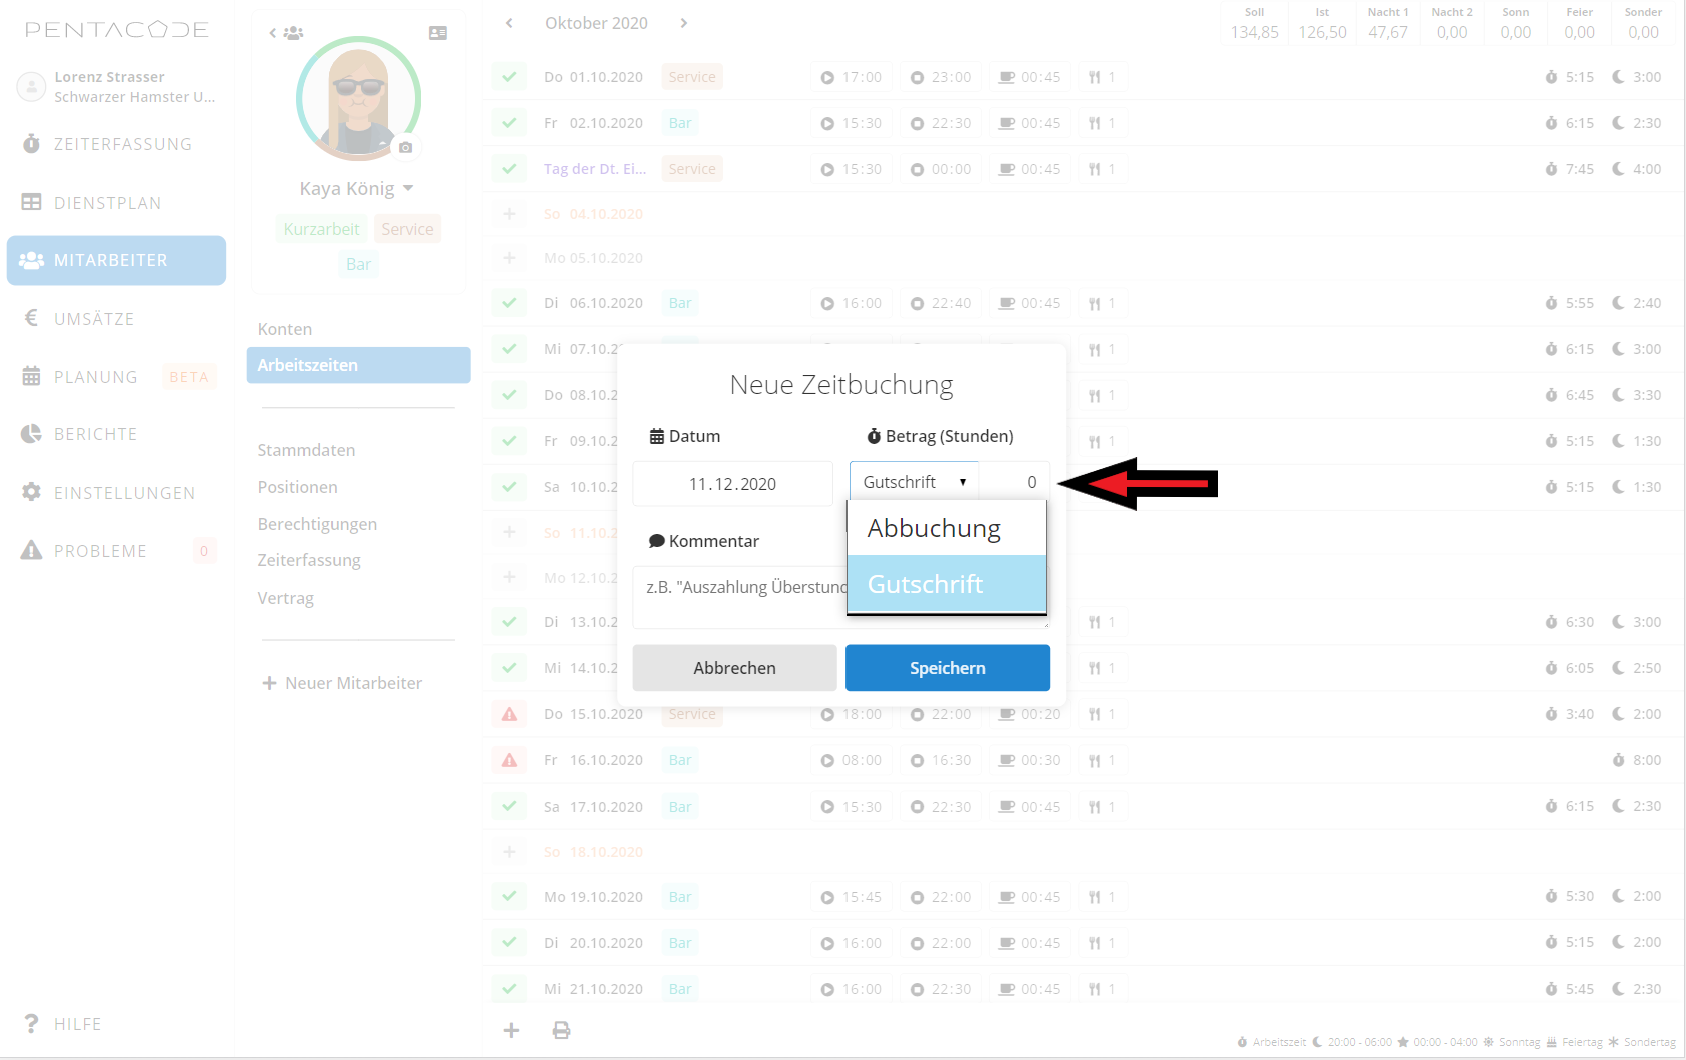 PENTACODE
Lorenz Strasser
Schwarzer Hamster U...
ZEITERFASSUNG
DIENSTPLAN
MITARBEITER
UMSÄTZE
PLANUNG BETA
BERICHTE
EINSTELLUNGEN
PROBLEME 0
HILFE
Kaya König
Kurzarbeit Service
Bar
Konten
Arbeitszeiten
Stammdaten
Positionen
Berechtigungen
Zeiterfassung
Vertrag
Neuer Mitarbeiter
Oktober 2020
Soll Ist Nacht 1 Nacht 2 Sonn Feier Sonder
134,85 126,50 47,67 0,00 0,00 0,00 0,00
Do 01.10.2020 Service 17:00 23:00 00:45 1 5:15 3:00
Fr 02.10.2020 Bar 15:30 22:30 00:45 1 6:15 2:30
Tag der Dt. Ei... Service 15:30 00:00 00:45 1 7:45 4:00
So 04.10.2020
Mo 05.10.2020
Di 06.10.2020 Bar 16:00 22:40 00:45 1 5:55 2:40
Mi 07.10.2 1 6:15 3:00
Do 08.10.2 1 6:45 3:30
Fr 09.10.2 1 5:15 1:30
Sa 10.10.2 1 5:15 1:30
So 11.10.2
Mo 12.10.2
Di 13.10.2 1 6:30 3:00
Mi 14.10.2 1 6:05 2:50
Do 15.10.2020 Service 18:00 22:00 00:20 1 3:40 2:00
Fr 16.10.2020 Bar 08:00 16:30 00:30 1 8:00
Sa 17.10.2020 Bar 15:30 22:30 00:45 1 6:15 2:30
So 18.10.2020
Mo 19.10.2020 Bar 15:45 22:00 00:45 1 5:30 2:00
Di 20.10.2020 Bar 16:00 22:00 00:45 1 5:15 2:00
Mi 21.10.2020 Bar 16:00 22:30 00:45 1 5:45 2:30
Arbeitszeit 20:00 - 06:00 00:00 - 04:00 Sonntag Feiertag Sondertag
Neue Zeitbuchung
Datum Betrag (Stunden)
11.12.2020 Gutschrift 0
Abbuchung
Gutschrift
Kommentar
z.B. "Auszahlung Überstunc
Abbrechen Speichern